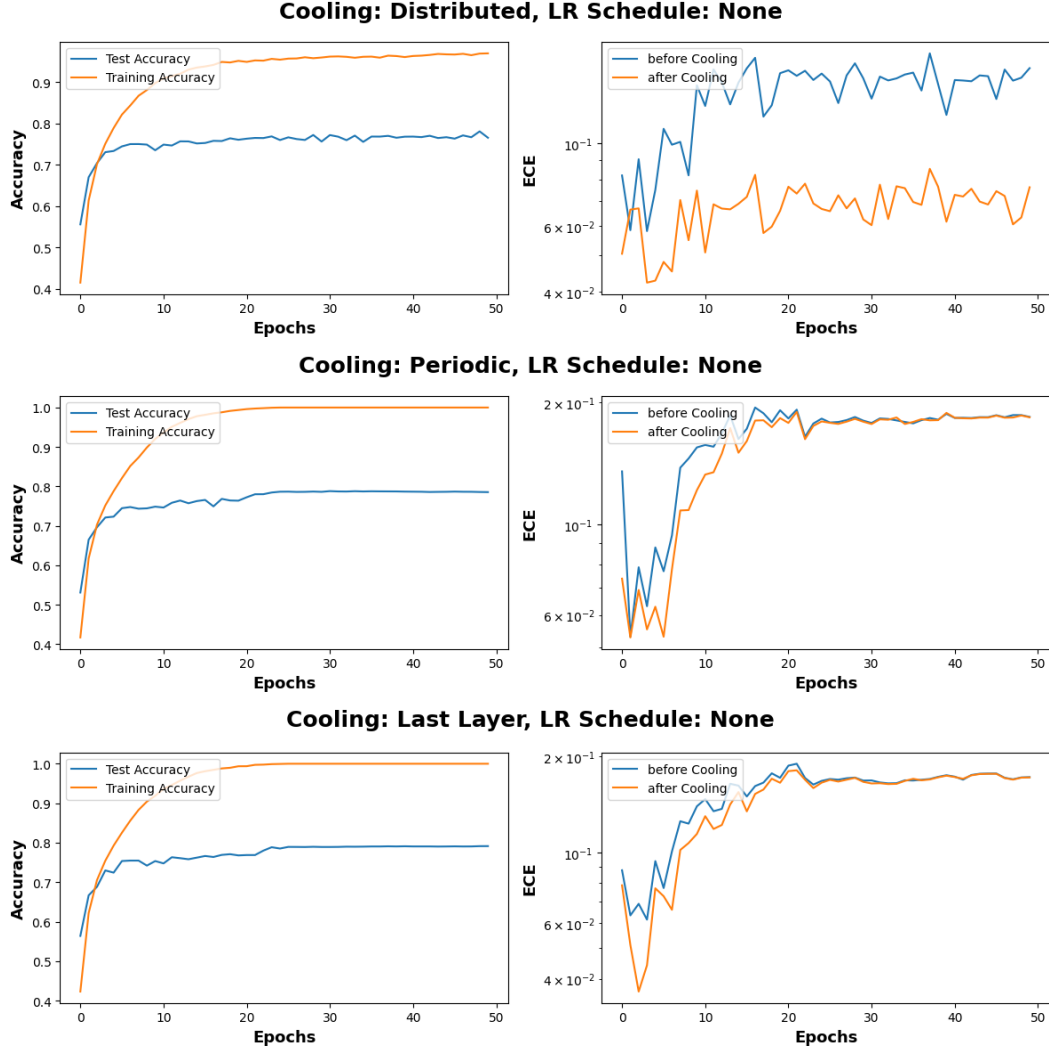 Cooling: Distributed, LR Schedule: None
Test Accuracy
Training Accuracy
0.9
0.8
0.7
0.6
0.5
0.4
Accuracy
0 10 20 30 40 50
Epochs
before Cooling
after Cooling
10⁻¹
6 × 10⁻²
4 × 10⁻²
ECE
0 10 20 30 40 50
Epochs
Cooling: Periodic, LR Schedule: None
Test Accuracy
Training Accuracy
1.0
0.9
0.8
0.7
0.6
0.5
0.4
Accuracy
0 10 20 30 40 50
Epochs
before Cooling
after Cooling
2 × 10⁻¹
10⁻¹
6 × 10⁻²
ECE
0 10 20 30 40 50
Epochs
Cooling: Last Layer, LR Schedule: None
Test Accuracy
Training Accuracy
1.0
0.9
0.8
0.7
0.6
0.5
0.4
Accuracy
0 10 20 30 40 50
Epochs
before Cooling
after Cooling
2 × 10⁻¹
10⁻¹
6 × 10⁻²
4 × 10⁻²
ECE
0 10 20 30 40 50
Epochs